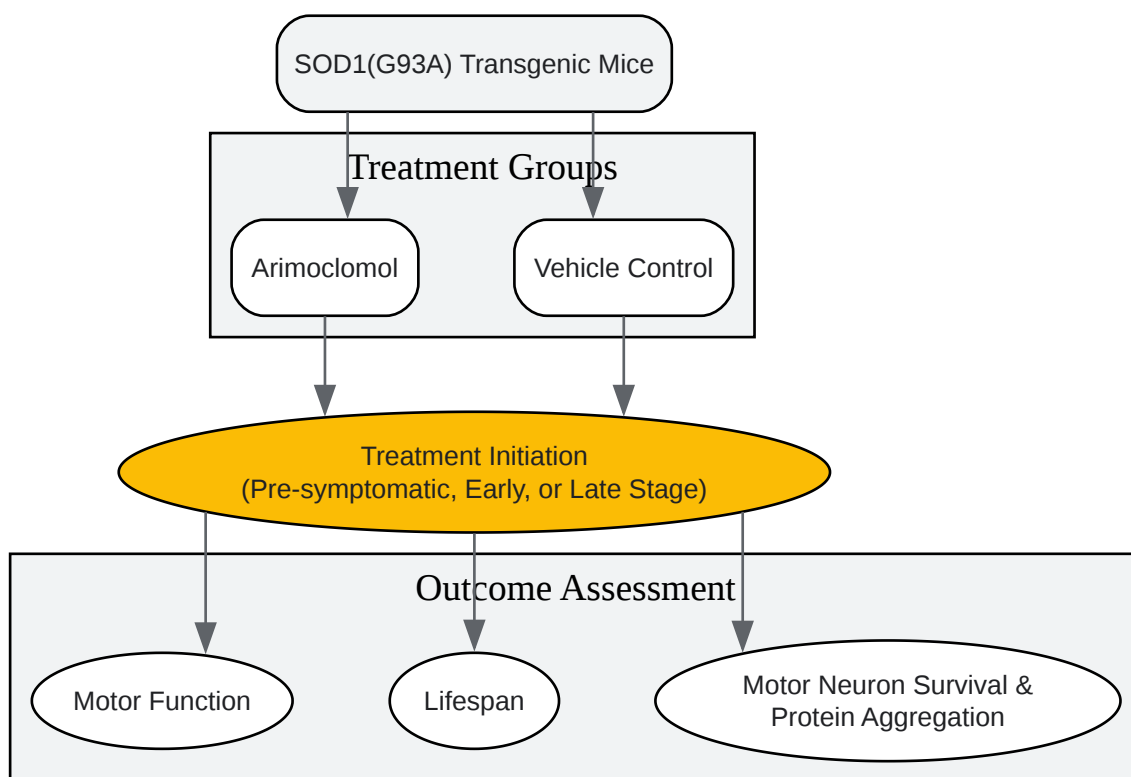 SOD1(G93A) Transgenic Mice
Treatment Groups
Arimoclomol
Vehicle Control
Treatment Initiation
(Pre-symptomatic, Early, or Late Stage)
Outcome Assessment
Motor Function
Lifespan
Motor Neuron Survival &
Protein Aggregation